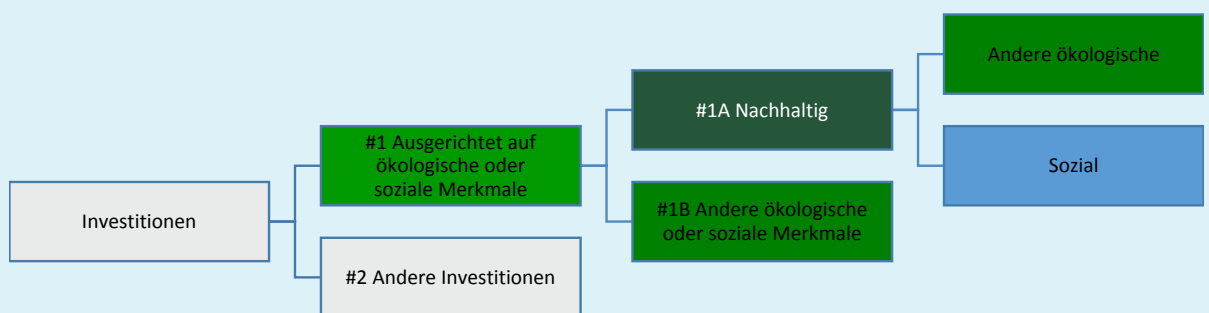 Investitionen
#1 Ausgerichtet auf
ökologische oder
soziale Merkmale
#2 Andere Investitionen
#1A Nachhaltig
#1B Andere ökologische
oder soziale Merkmale
Andere ökologische
Sozial